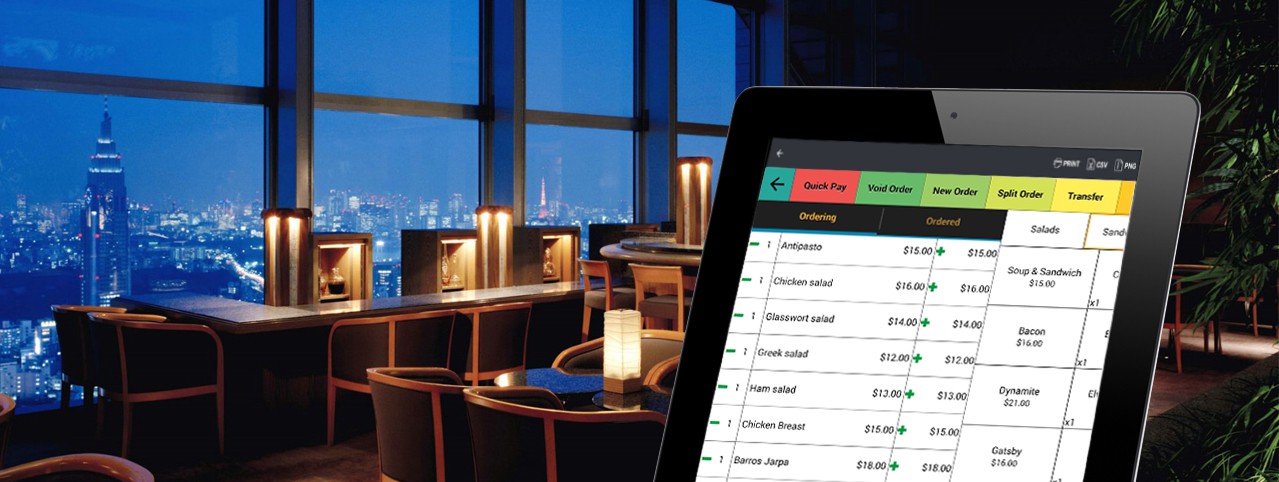 PRINT CSV PNG
Quick Pay Void Order New Order Split Order Transfer
Ordering Ordered Salads
1 Antipasto $15.00 $15.00
Soup & Sandwich
$15.00
1 Chicken salad $16.00 $16.00
x1
1 Glasswort salad $14.00 $14.00
Bacon
$16.00
1 Greek salad $12.00 $12.00
x1
1 Ham salad $13.00 $13.00
Dynamite
$21.00
1 Chicken Breast $15.00 $15.00
x1
1 Barros Jarpa $18.00 $18.00
Gatsby
$16.00